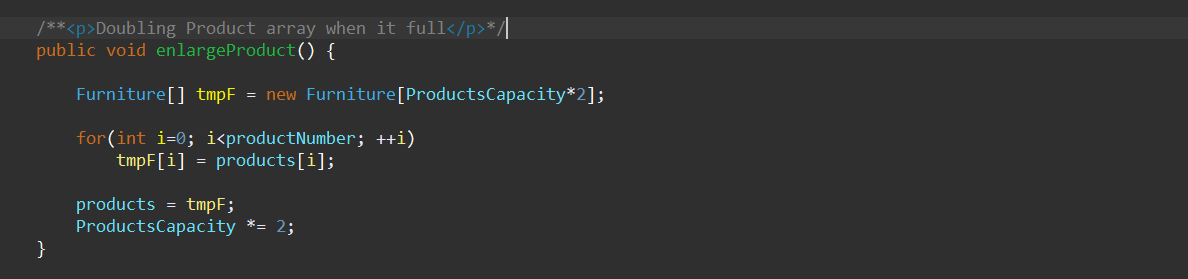 /**<p>Doubling Product array when it full</p>*/
public void enlargeProduct() {
Furniture[] tmpF = new Furniture[ProductsCapacity*2];
for(int i=0; i<productNumber; ++i)
tmpF[i] = products[i];
products = tmpF;
ProductsCapacity *= 2;
}